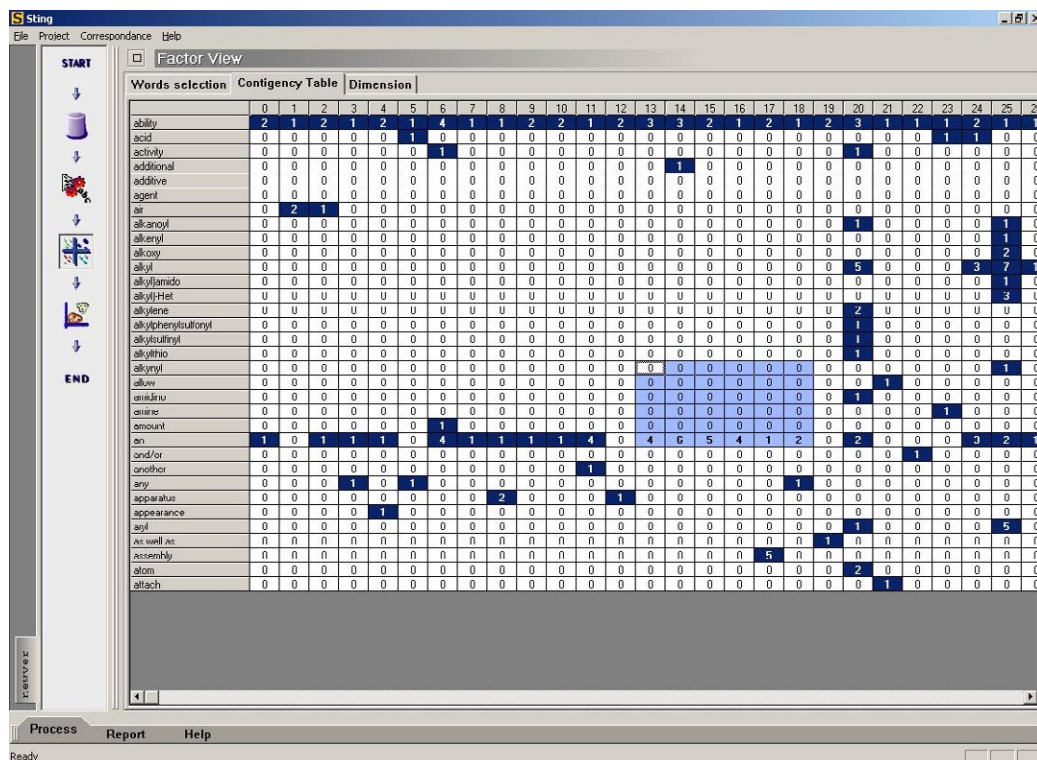 Sting
File Project Correspondance Help
START
Factor View
Words selection Contigency Table Dimension
0 1 2 3 4 5 6 7 8 9 10 11 12 13 14 15 16 17 18 19 20 21 22 23 24 25
ability 2 1 2 1 2 1 4 1 1 2 2 1 2 3 3 2 1 2 1 2 3 1 1 1 2 1
acid 0 0 0 0 0 1 0 0 0 0 0 0 0 0 0 0 0 0 0 0 0 0 0 1 1 0
activity 0 0 0 0 0 0 1 0 0 0 0 0 0 0 0 0 0 0 0 0 1 0 0 0 0 0
additional 0 0 0 0 0 0 0 0 0 0 0 0 0 0 1 0 0 0 0 0 0 0 0 0 0 0
additive 0 0 0 0 0 0 0 0 0 0 0 0 0 0 0 0 0 0 0 0 0 0 0 0 0 0
agent 0 0 0 0 0 0 0 0 0 0 0 0 0 0 0 0 0 0 0 0 0 0 0 0 0 0
air 0 2 1 0 0 0 0 0 0 0 0 0 0 0 0 0 0 0 0 0 0 0 0 0 0 0
alkanoyl 0 0 0 0 0 0 0 0 0 0 0 0 0 0 0 0 0 0 0 0 1 0 0 0 0 1
alkenyl 0 0 0 0 0 0 0 0 0 0 0 0 0 0 0 0 0 0 0 0 0 0 0 0 0 1
alkoxy 0 0 0 0 0 0 0 0 0 0 0 0 0 0 0 0 0 0 0 0 0 0 0 0 0 2
alkyl 0 0 0 0 0 0 0 0 0 0 0 0 0 0 0 0 0 0 0 0 5 0 0 0 3 7
alkyl)amido 0 0 0 0 0 0 0 0 0 0 0 0 0 0 0 0 0 0 0 0 0 0 0 0 0 1
alkyl)-Het 0 0 0 0 0 0 0 0 0 0 0 0 0 0 0 0 0 0 0 0 0 0 0 0 0 3
alkylene 0 0 0 0 0 0 0 0 0 0 0 0 0 0 0 0 0 0 0 0 2 0 0 0 0 0
alkylphenylsulfonyl 0 0 0 0 0 0 0 0 0 0 0 0 0 0 0 0 0 0 0 0 1 0 0 0 0 0
alkylsulfinyl 0 0 0 0 0 0 0 0 0 0 0 0 0 0 0 0 0 0 0 0 1 0 0 0 0 0
alkylthio 0 0 0 0 0 0 0 0 0 0 0 0 0 0 0 0 0 0 0 0 1 0 0 0 0 0
alkynyl 0 0 0 0 0 0 0 0 0 0 0 0 0 0 0 0 0 0 0 0 0 0 0 0 0 1
allow 0 0 0 0 0 0 0 0 0 0 0 0 0 0 0 0 0 0 0 0 0 1 0 0 0 0
amidino 0 0 0 0 0 0 0 0 0 0 0 0 0 0 0 0 0 0 0 0 1 0 0 0 0 0
amine 0 0 0 0 0 0 0 0 0 0 0 0 0 0 0 0 0 0 0 0 0 0 0 1 0 0
amount 0 0 0 0 0 0 1 0 0 0 0 0 0 0 0 0 0 0 0 0 0 0 0 0 0 0
an 1 0 1 1 1 0 4 1 1 1 1 4 0 4 6 5 4 1 2 0 2 0 0 0 3 2
and/or 0 0 0 0 0 0 0 0 0 0 0 0 0 0 0 0 0 0 0 0 0 0 1 0 0 0
another 0 0 0 0 0 0 0 0 0 0 0 1 0 0 0 0 0 0 0 0 0 0 0 0 0 0
any 0 0 0 1 0 1 0 0 0 0 0 0 0 0 0 0 0 0 1 0 0 0 0 0 0 0
apparatus 0 0 0 0 0 0 0 0 2 0 0 0 1 0 0 0 0 0 0 0 0 0 0 0 0 0
appearance 0 0 0 0 1 0 0 0 0 0 0 0 0 0 0 0 0 0 0 0 0 0 0 0 0 0
aryl 0 0 0 0 0 0 0 0 0 0 0 0 0 0 0 0 0 0 0 0 1 0 0 0 0 5
as well as 0 0 0 0 0 0 0 0 0 0 0 0 0 0 0 0 0 0 0 1 0 0 0 0 0 0
assembly 0 0 0 0 0 0 0 0 0 0 0 0 0 0 0 0 0 5 0 0 0 0 0 0 0 0
atom 0 0 0 0 0 0 0 0 0 0 0 0 0 0 0 0 0 0 0 0 2 0 0 0 0 0
attach 0 0 0 0 0 0 0 0 0 0 0 0 0 0 0 0 0 0 0 0 0 1 0 0 0 0
END
newver
Process Report Help
Ready